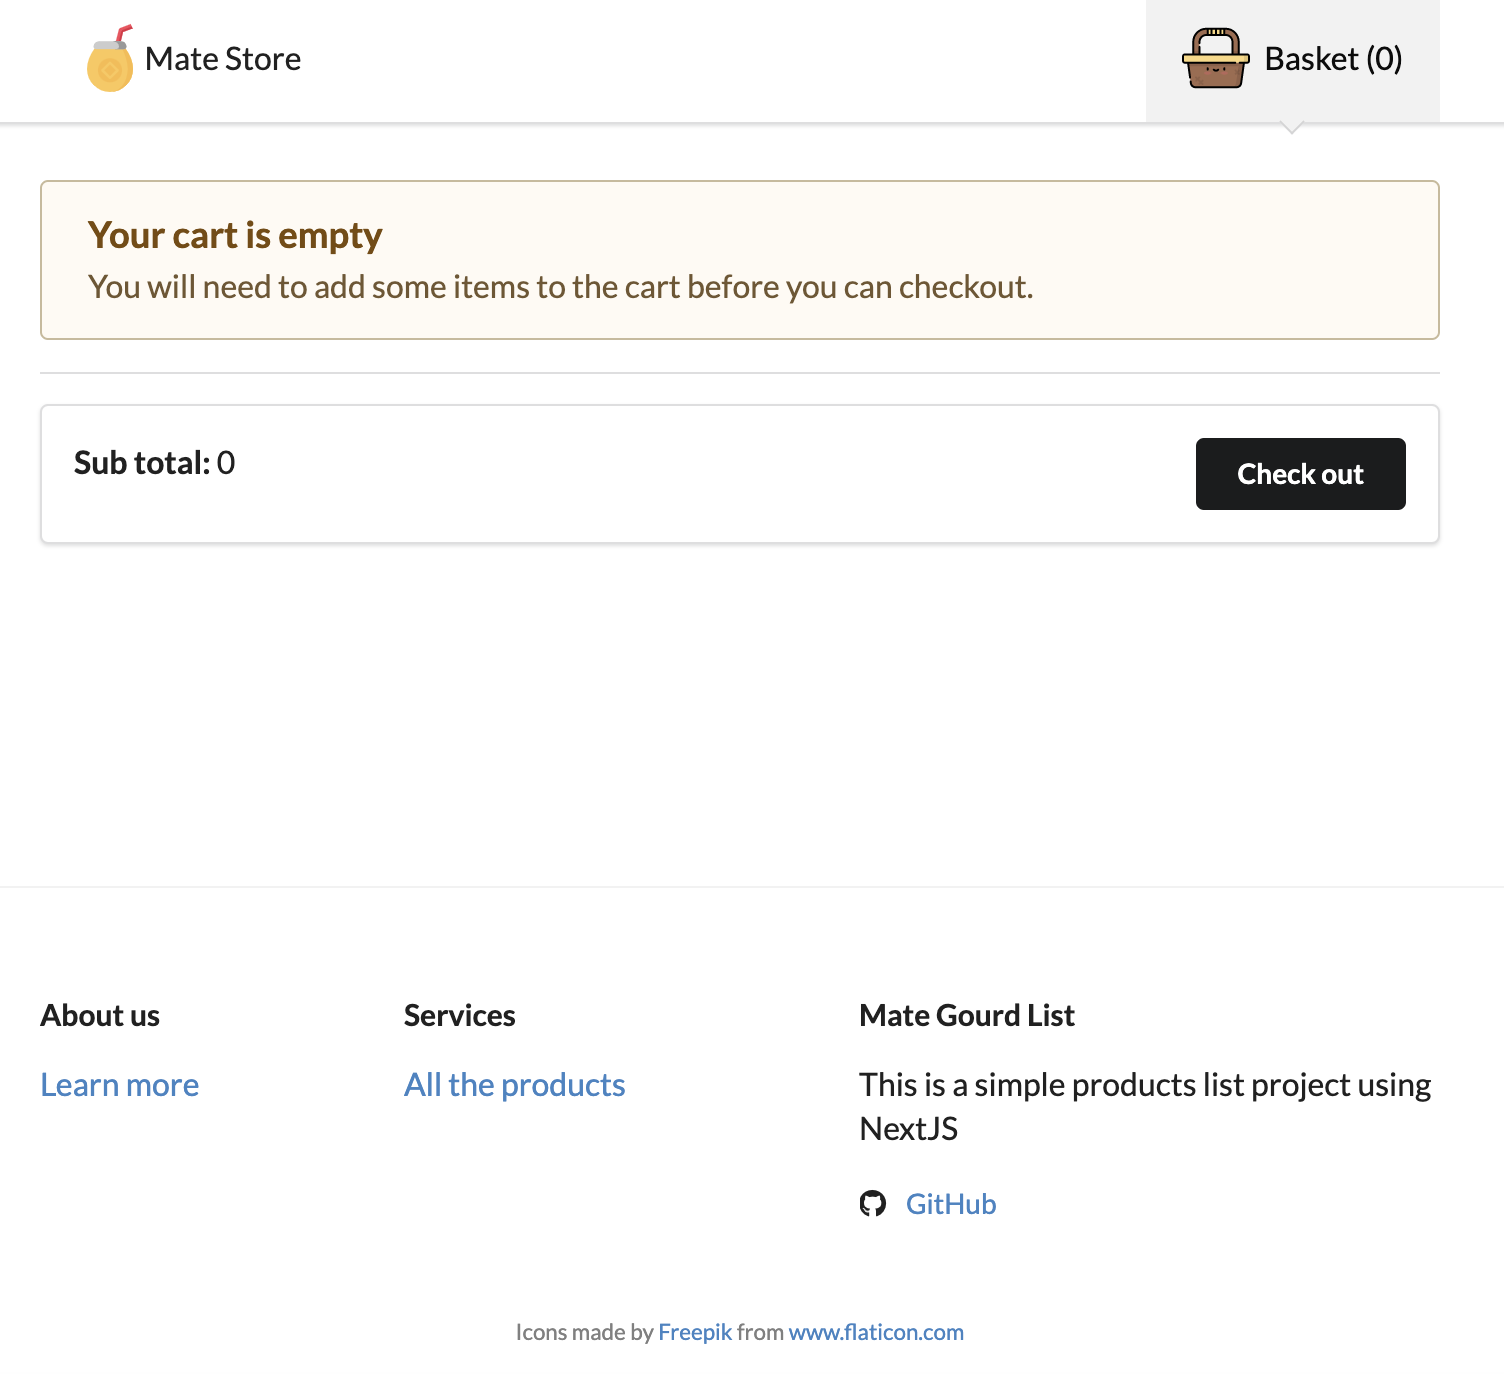 Mate Store
Basket (0)
Your cart is empty
You will need to add some items to the cart before you can checkout.
Sub total: 0
Check out
About us
Learn more
Services
All the products
Mate Gourd List
This is a simple products list project using
NextJS
GitHub
Icons made by Freepik from www.flaticon.com